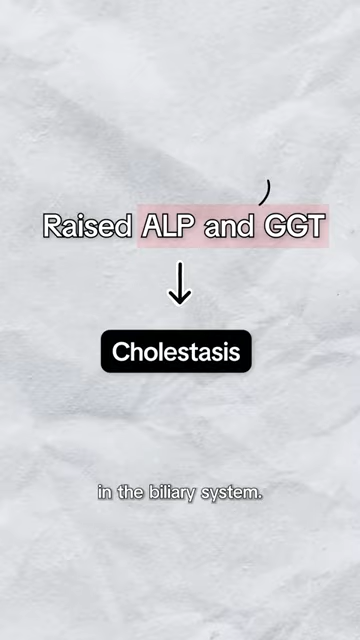 Raised ALP and GGT
Cholestasis
in the biliary system.